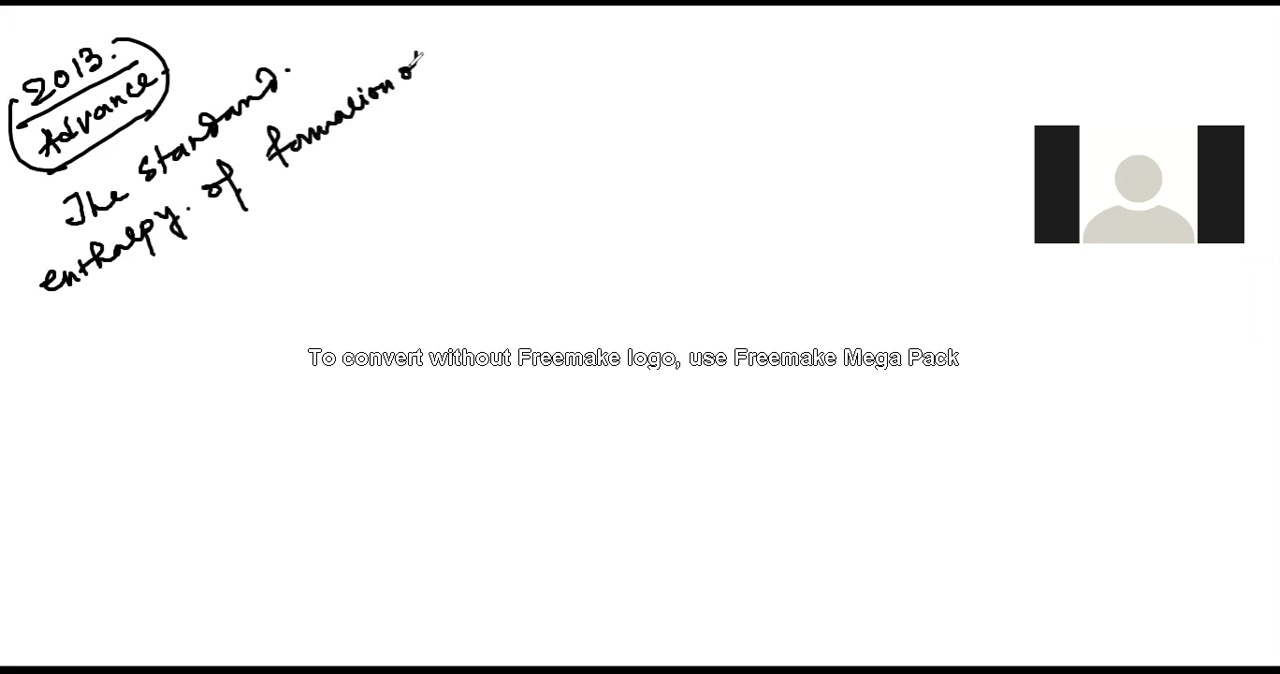 2013.
Advance
The standard.
enthalpy. of formation o
To convert without Freemake logo, use Freemake Mega Pack